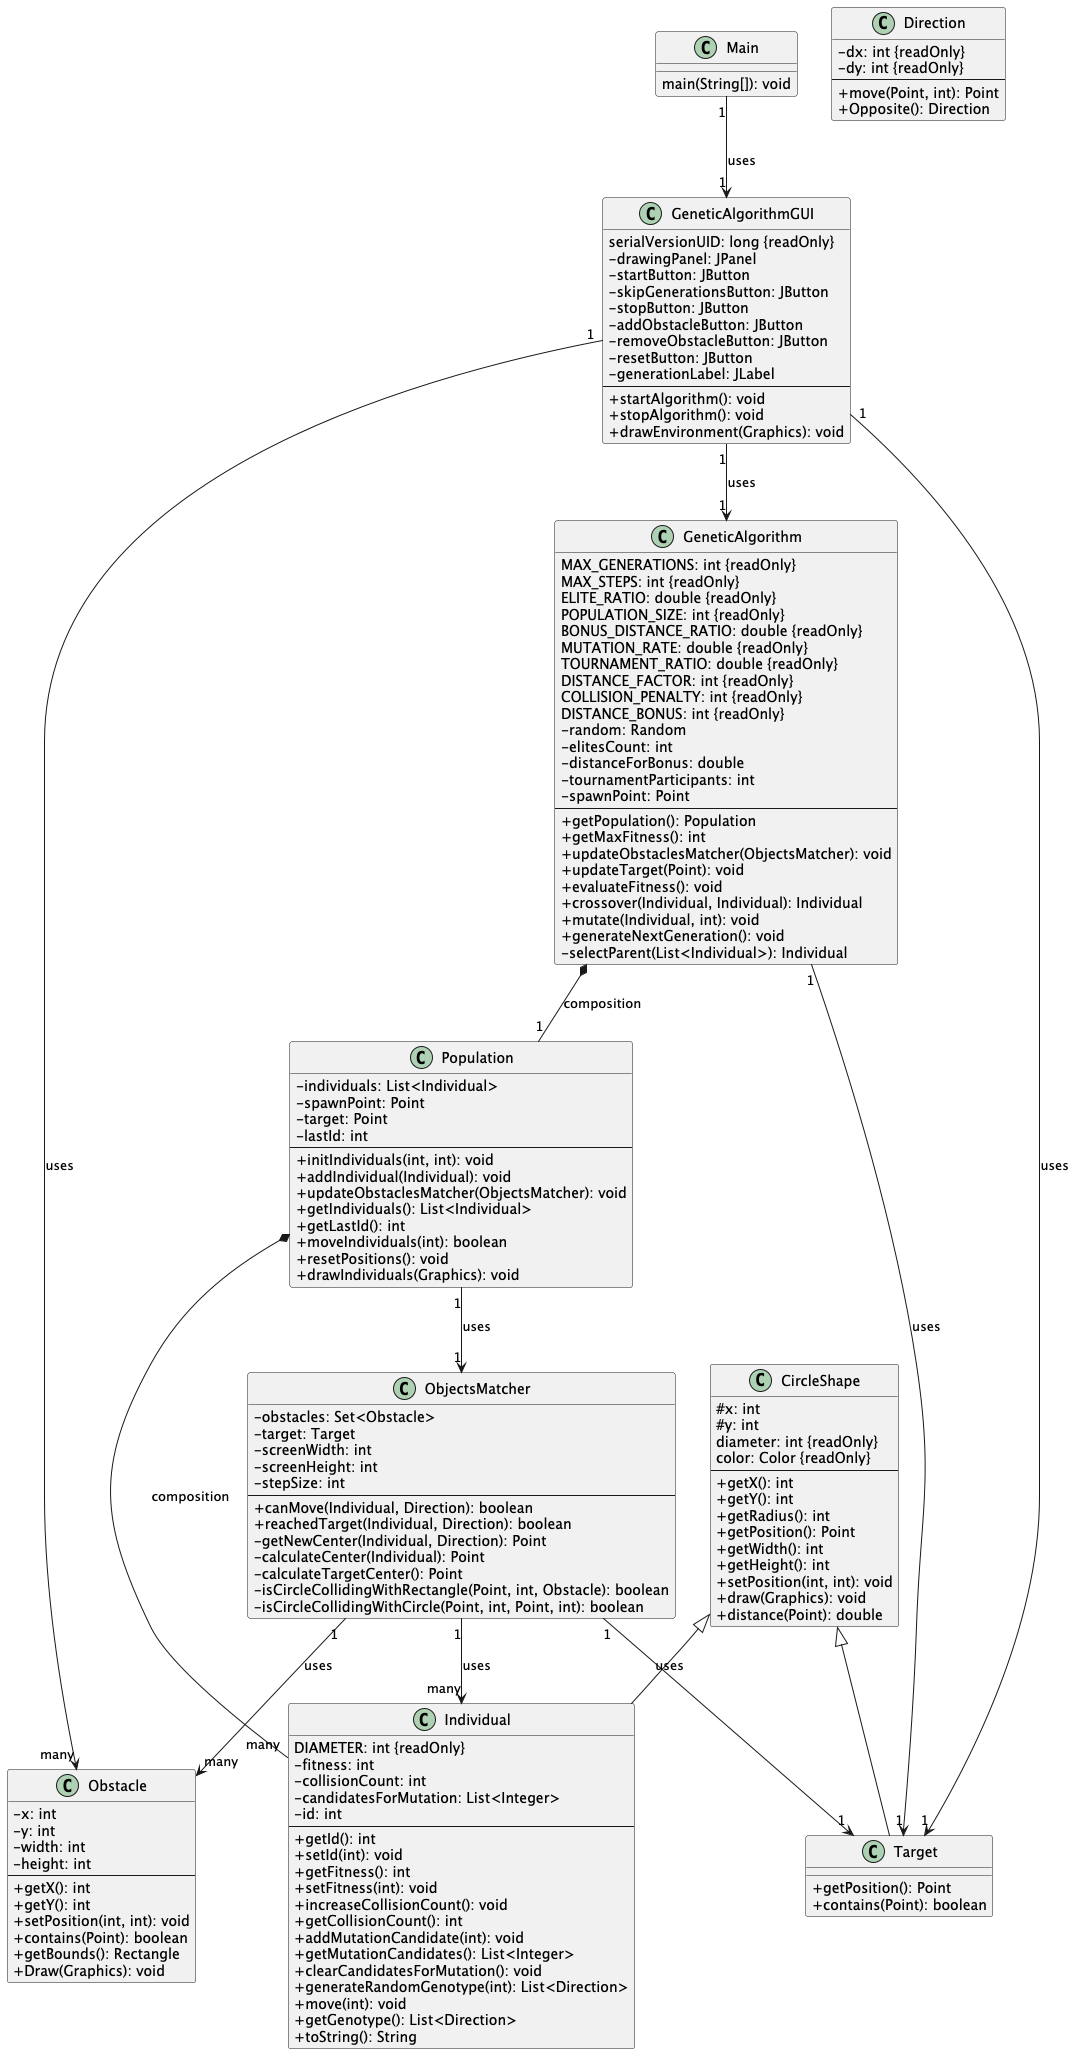 C Main
main(String[]): void
C Direction
-dx: int {readOnly}
-dy: int {readOnly}
+move(Point, int): Point
+Opposite(): Direction
1
uses
1
C GeneticAlgorithmGUI
serialVersionUID: long {readOnly}
-drawingPanel: JPanel
-startButton: JButton
-skipGenerationsButton: JButton
-stopButton: JButton
-addObstacleButton: JButton
-removeObstacleButton: JButton
-resetButton: JButton
-generationLabel: JLabel
+startAlgorithm(): void
+stopAlgorithm(): void
+drawEnvironment(Graphics): void
1
1
1
uses
1
C GeneticAlgorithm
MAX_GENERATIONS: int {readOnly}
MAX_STEPS: int {readOnly}
ELITE_RATIO: double {readOnly}
POPULATION_SIZE: int {readOnly}
BONUS_DISTANCE_RATIO: double {readOnly}
MUTATION_RATE: double {readOnly}
TOURNAMENT_RATIO: double {readOnly}
DISTANCE_FACTOR: int {readOnly}
COLLISION_PENALTY: int {readOnly}
DISTANCE_BONUS: int {readOnly}
-random: Random
-elitesCount: int
-distanceForBonus: double
-tournamentParticipants: int
-spawnPoint: Point
+getPopulation(): Population
+getMaxFitness(): int
+updateObstaclesMatcher(ObjectsMatcher): void
+updateTarget(Point): void
+evaluateFitness(): void
+crossover(Individual, Individual): Individual
+mutate(Individual, int): void
+generateNextGeneration(): void
-selectParent(List<Individual>): Individual
1
composition
1
C Population
-individuals: List<Individual>
-spawnPoint: Point
-target: Point
-lastId: int
+initIndividuals(int, int): void
+addIndividual(Individual): void
+updateObstaclesMatcher(ObjectsMatcher): void
+getIndividuals(): List<Individual>
+getLastId(): int
+moveIndividuals(int): boolean
+resetPositions(): void
+drawIndividuals(Graphics): void
uses
uses
1
uses
uses
1
C ObjectsMatcher
-obstacles: Set<Obstacle>
-target: Target
-screenWidth: int
-screenHeight: int
-stepSize: int
+canMove(Individual, Direction): boolean
+reachedTarget(Individual, Direction): boolean
-getNewCenter(Individual, Direction): Point
-calculateCenter(Individual): Point
-calculateTargetCenter(): Point
-isCircleCollidingWithRectangle(Point, int, Obstacle): boolean
-isCircleCollidingWithCircle(Point, int, Point, int): boolean
C CircleShape
#x: int
#y: int
diameter: int {readOnly}
color: Color {readOnly}
+getX(): int
+getY(): int
+getRadius(): int
+getPosition(): Point
+getWidth(): int
+getHeight(): int
+setPosition(int, int): void
+draw(Graphics): void
+distance(Point): double
composition
1
1
1
uses
uses
uses
many
many
many
many
1
1
1
C Obstacle
-x: int
-y: int
-width: int
-height: int
+getX(): int
+getY(): int
+setPosition(int, int): void
+contains(Point): boolean
+getBounds(): Rectangle
+Draw(Graphics): void
C Individual
DIAMETER: int {readOnly}
-fitness: int
-collisionCount: int
-candidatesForMutation: List<Integer>
-id: int
+getId(): int
+setId(int): void
+getFitness(): int
+setFitness(int): void
+increaseCollisionCount(): void
+getCollisionCount(): int
+addMutationCandidate(int): void
+getMutationCandidates(): List<Integer>
+clearCandidatesForMutation(): void
+generateRandomGenotype(int): List<Direction>
+move(int): void
+getGenotype(): List<Direction>
+toString(): String
C Target
+getPosition(): Point
+contains(Point): boolean